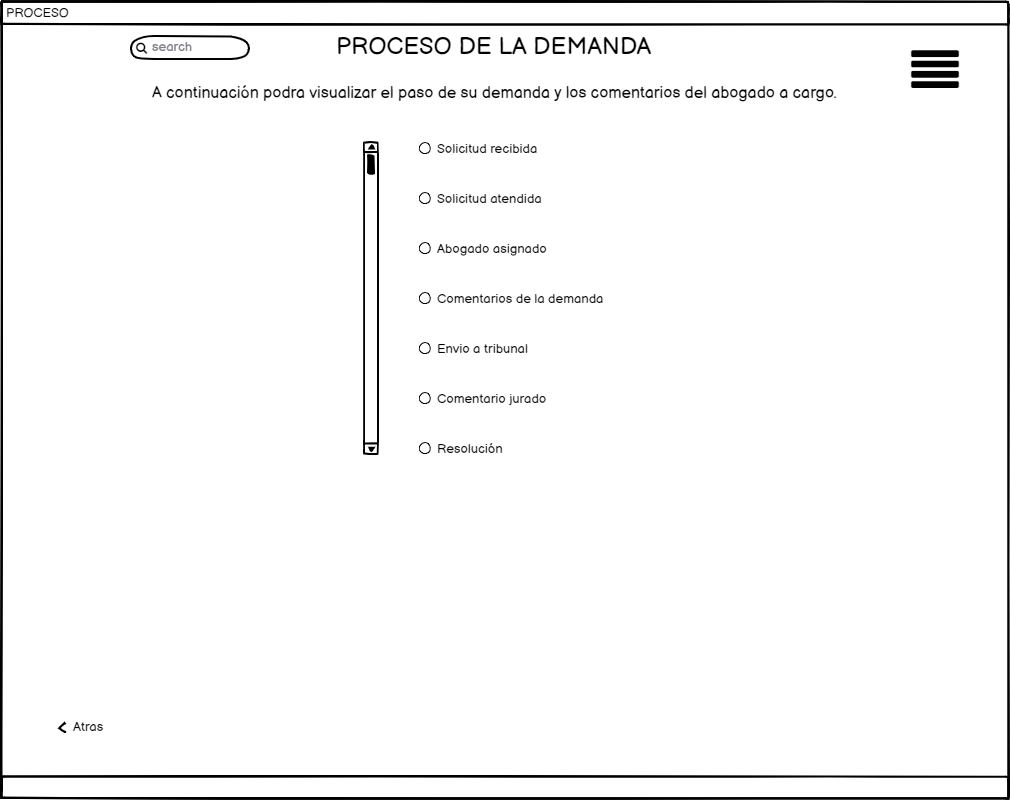 PROCESO
search
PROCESO DE LA DEMANDA
A continuación podra visualizar el paso de su demanda y los comentarios del abogado a cargo.
Solicitud recibida
Solicitud atendida
Abogado asignado
Comentarios de la demanda
Envio a tribunal
Comentario jurado
Resolución
Atras